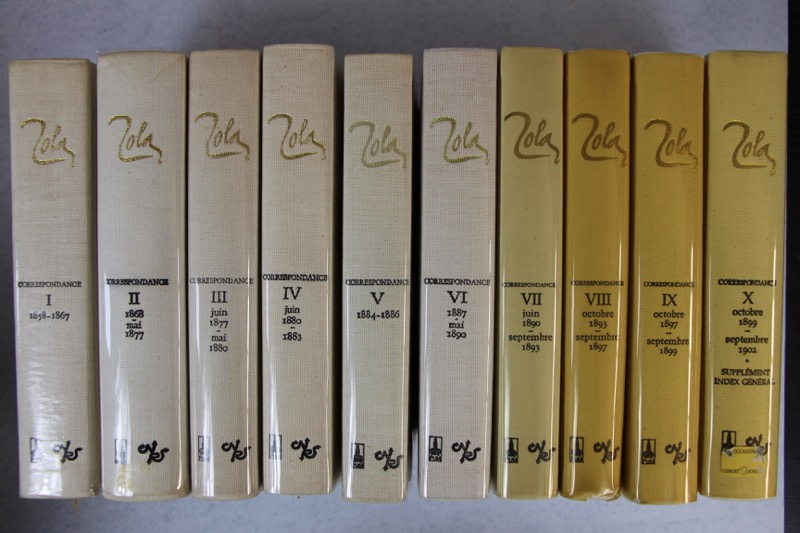 Zola
CORRESPONDANCE
I
1858-1867
Zola
CORRESPONDANCE
II
1868
-
mai
1877
Zola
CORRESPONDANCE
III
juin
1877
-
mai
1880
Zola
CORRESPONDANCE
IV
juin
1880
-
1883
Zola
CORRESPONDANCE
V
1884-1886
Zola
CORRESPONDANCE
VI
1887
-
mai
1890
Zola
CORRESPONDANCE
VII
juin
1890
-
septembre
1893
Zola
CORRESPONDANCE
VIII
octobre
1893
-
septembre
1897
Zola
CORRESPONDANCE
IX
octobre
1897
-
septembre
1899
Zola
CORRESPONDANCE
X
octobre
1899
-
septembre
1902
*
SUPPLÉMENT
INDEX GÉNÉRAL
OCCASION